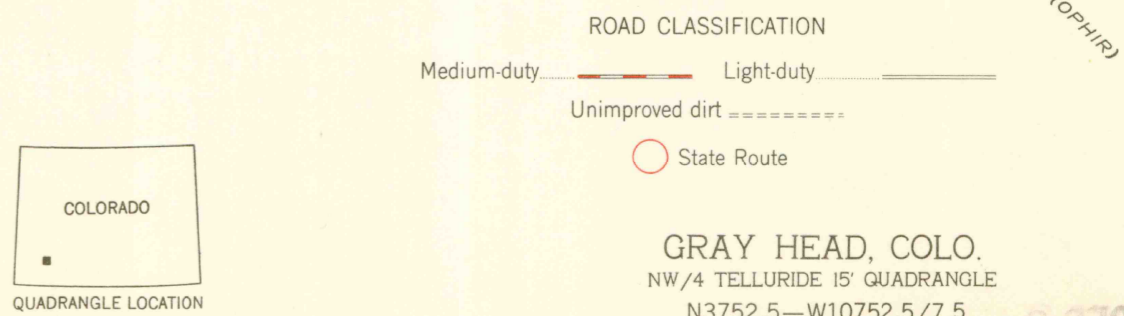 OPHIR)
ROAD CLASSIFICATION
Medium-duty Light-duty
Unimproved dirt
State Route
COLORADO
QUADRANGLE LOCATION
GRAY HEAD, COLO.
NW/4 TELLURIDE 15' QUADRANGLE
N3752.5—W10752.5/7.5